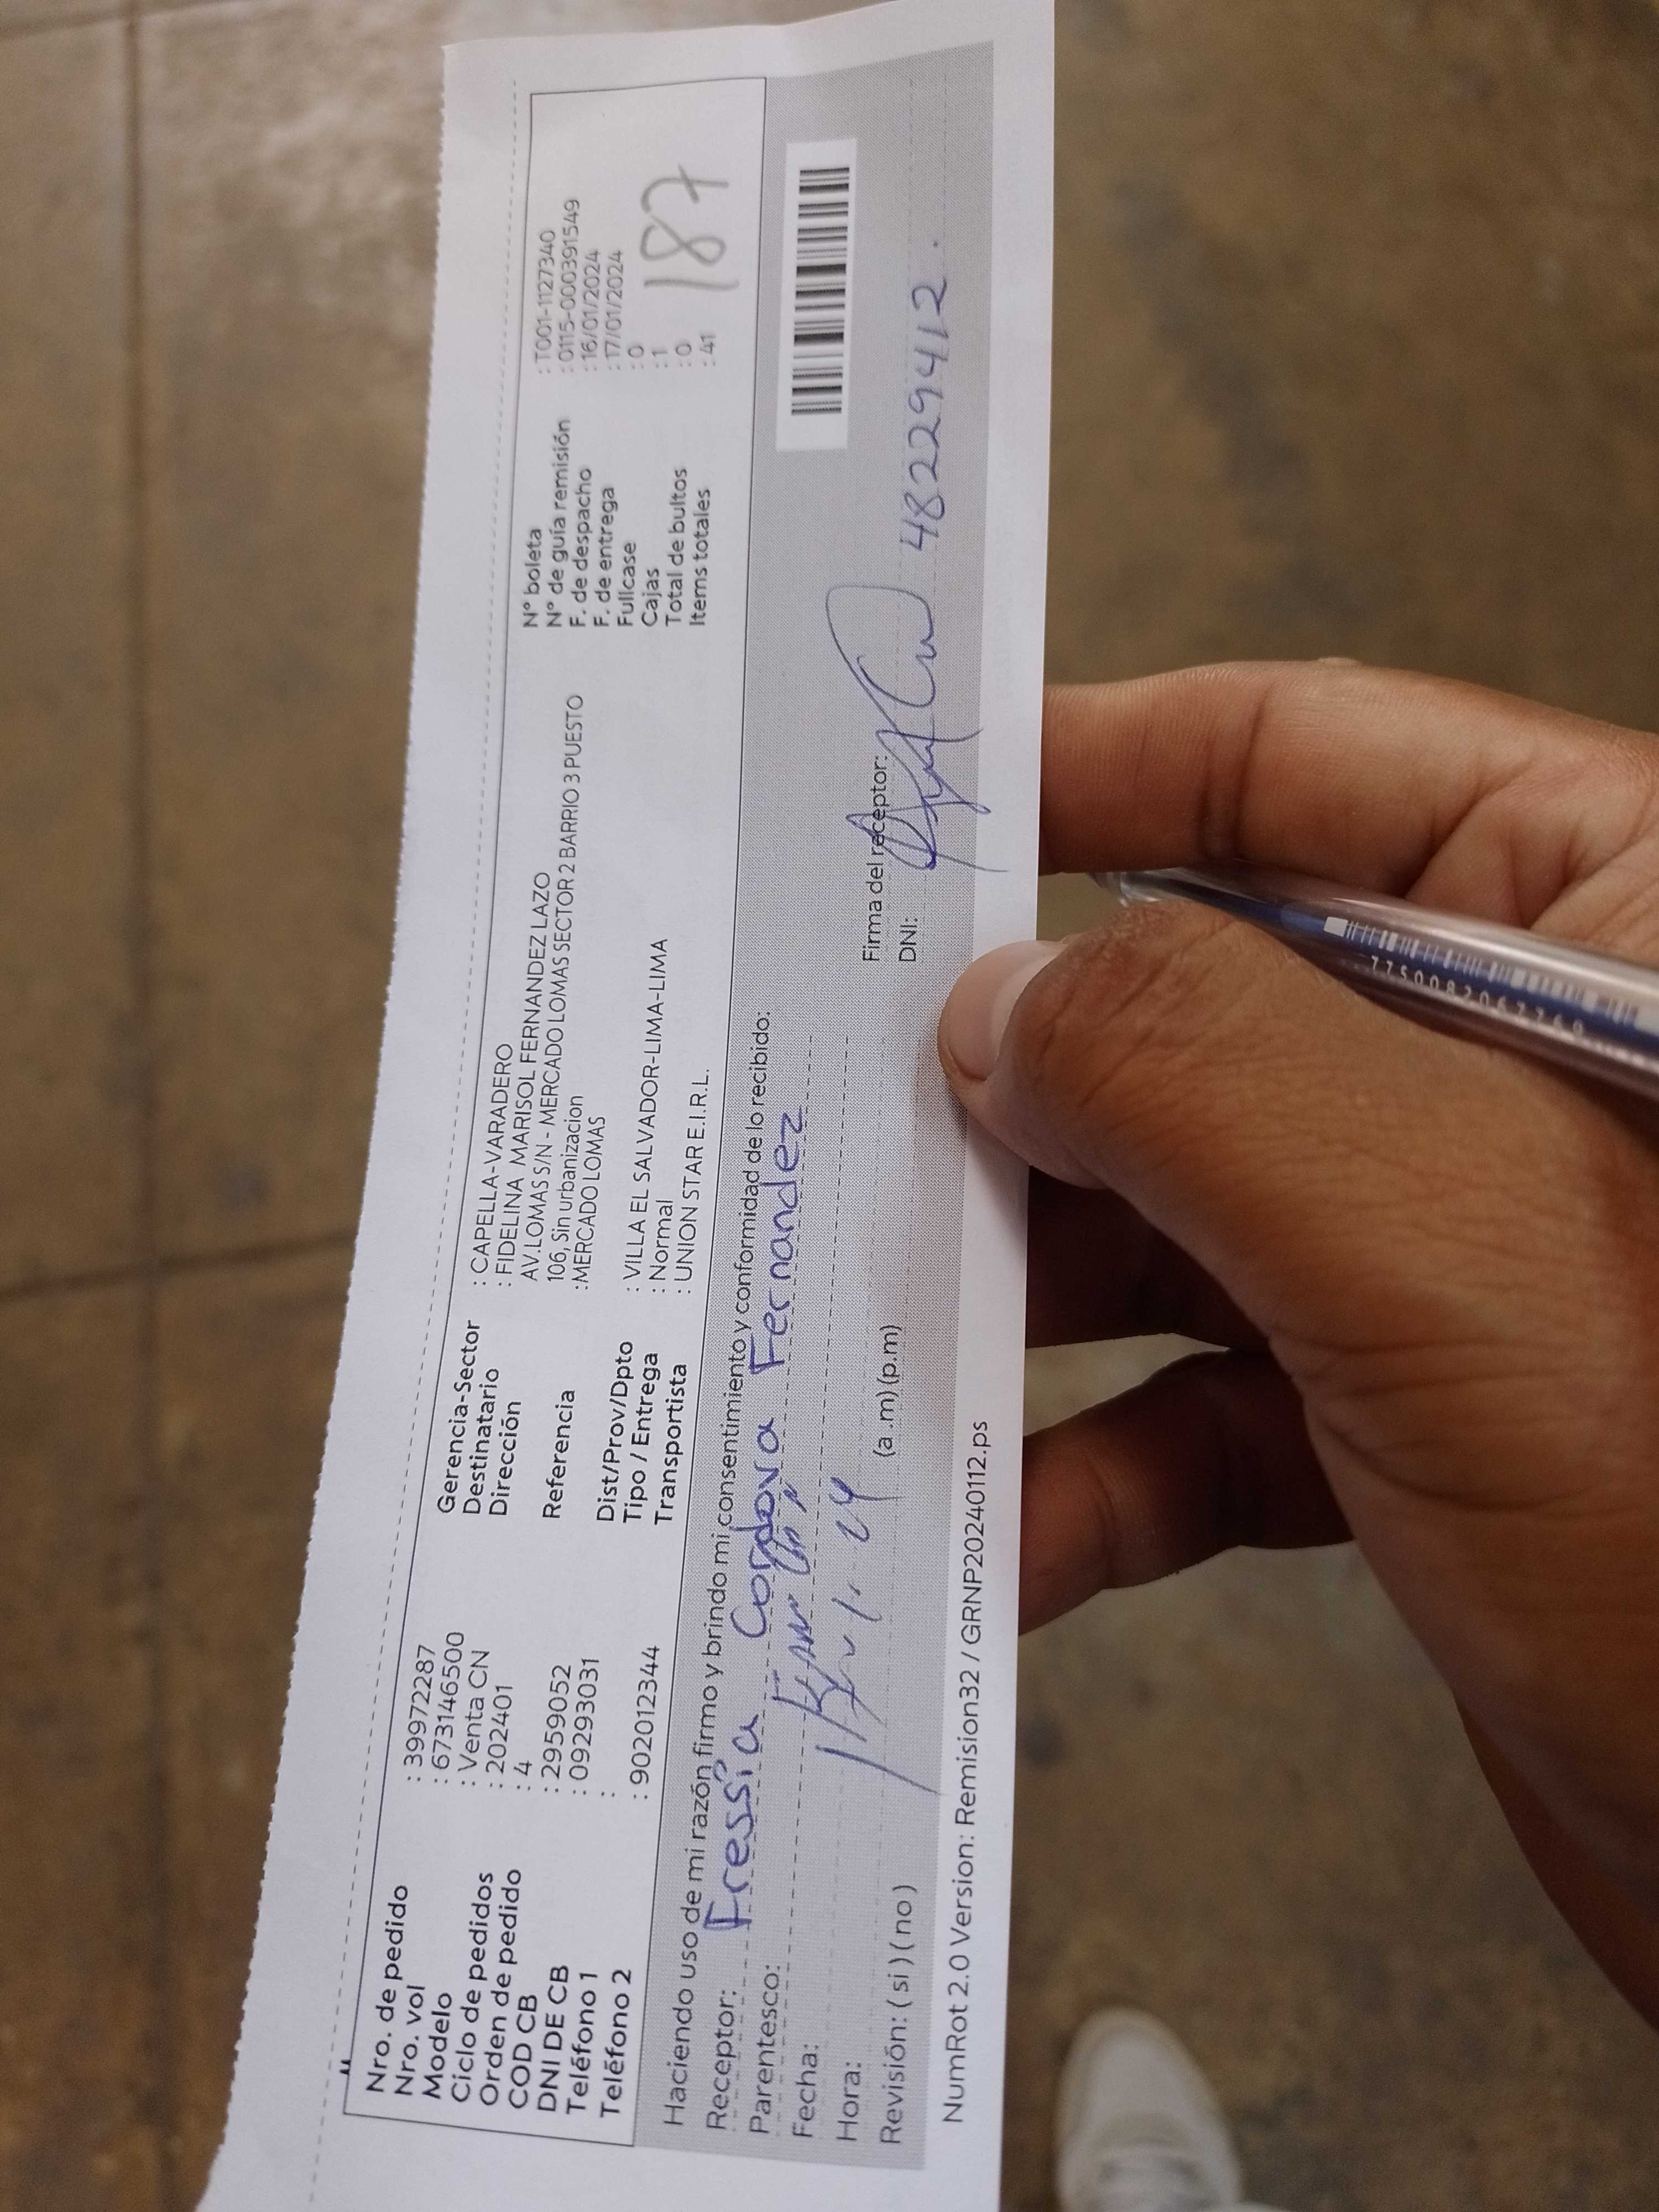 Nro. de pedido : 39972287
Nro. vol : 673146500
Modelo : Venta CN
Ciclo de pedidos : 202401
Orden de pedido : 4
COD CB : 2959052
DNI DE CB : 09293031
Teléfono 1 :
Teléfono 2 : 902012344
Gerencia-Sector : CAPELLA-VARADERO
Destinatario : FIDELINA MARISOL FERNANDEZ LAZO
Dirección AV.LOMAS S/N - MERCADO LOMAS SECTOR 2 BARRIO 3 PUESTO
106, Sin urbanizacion
Referencia :MERCADO LOMAS
Dist/Prov/Dpto : VILLA EL SALVADOR-LIMA-LIMA
Tipo / Entrega : Normal
Transportista : UNION STAR E.I.R.L.
N° boleta : T001-1127340
N° de guía remisión : 0115-0000391549
F. de despacho : 16/01/2024
F. de entrega : 17/01/2024
Fullcase : 0
Cajas : 1
Total de bultos : 0
Items totales : 41
187
Haciendo uso de mi razón firmo y brindo mi consentimiento y conformidad de lo recibido:
Receptor: Fressia Cordova Fernandez
Parentesco:
Fecha:
Hora: (a .m) (p.m)
Revisión: ( si ) ( no )
Firma del receptor:
DNI: 48229412.
NumRot 2.0 Version: Remision32 / GRNP20240112.ps
7750082067769